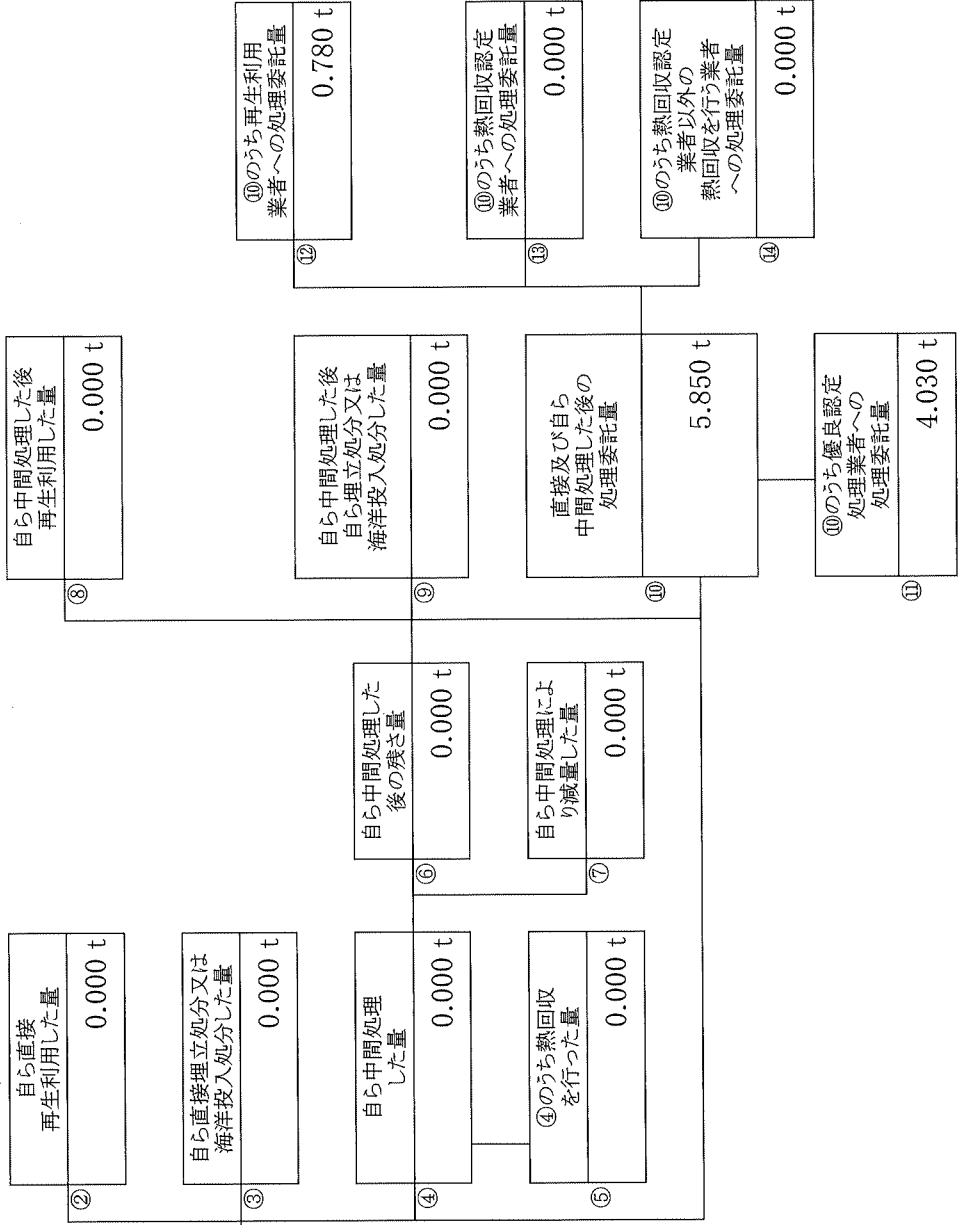 ②
自ら直接
再生利用した量
0.000 t
③
自ら直接埋立処分又は
海洋投入処分した量
0.000 t
④
自ら中間処理
した量
0.000 t
⑤
④のうち熱回収
を行った量
0.000 t
⑥
自ら中間処理した
後の残さ量
0.000 t
⑦
自ら中間処理によ
り減量した量
0.000 t
⑧
自ら中間処理した後
再生利用した量
0.000 t
⑨
自ら中間処理した後
自ら埋立処分又は
海洋投入処分した量
0.000 t
⑩
直接及び自ら
中間処理した後の
処理委託量
5.850 t
⑪
⑩のうち優良認定
処理業者への
処理委託量
4.030 t
⑫
⑩のうち再生利用
業者への処理委託量
0.780 t
⑬
⑩のうち熱回収認定
業者への処理委託量
0.000 t
⑭
⑩のうち熱回収認定
業者以外の
熱回収を行う業者
への処理委託量
0.000 t